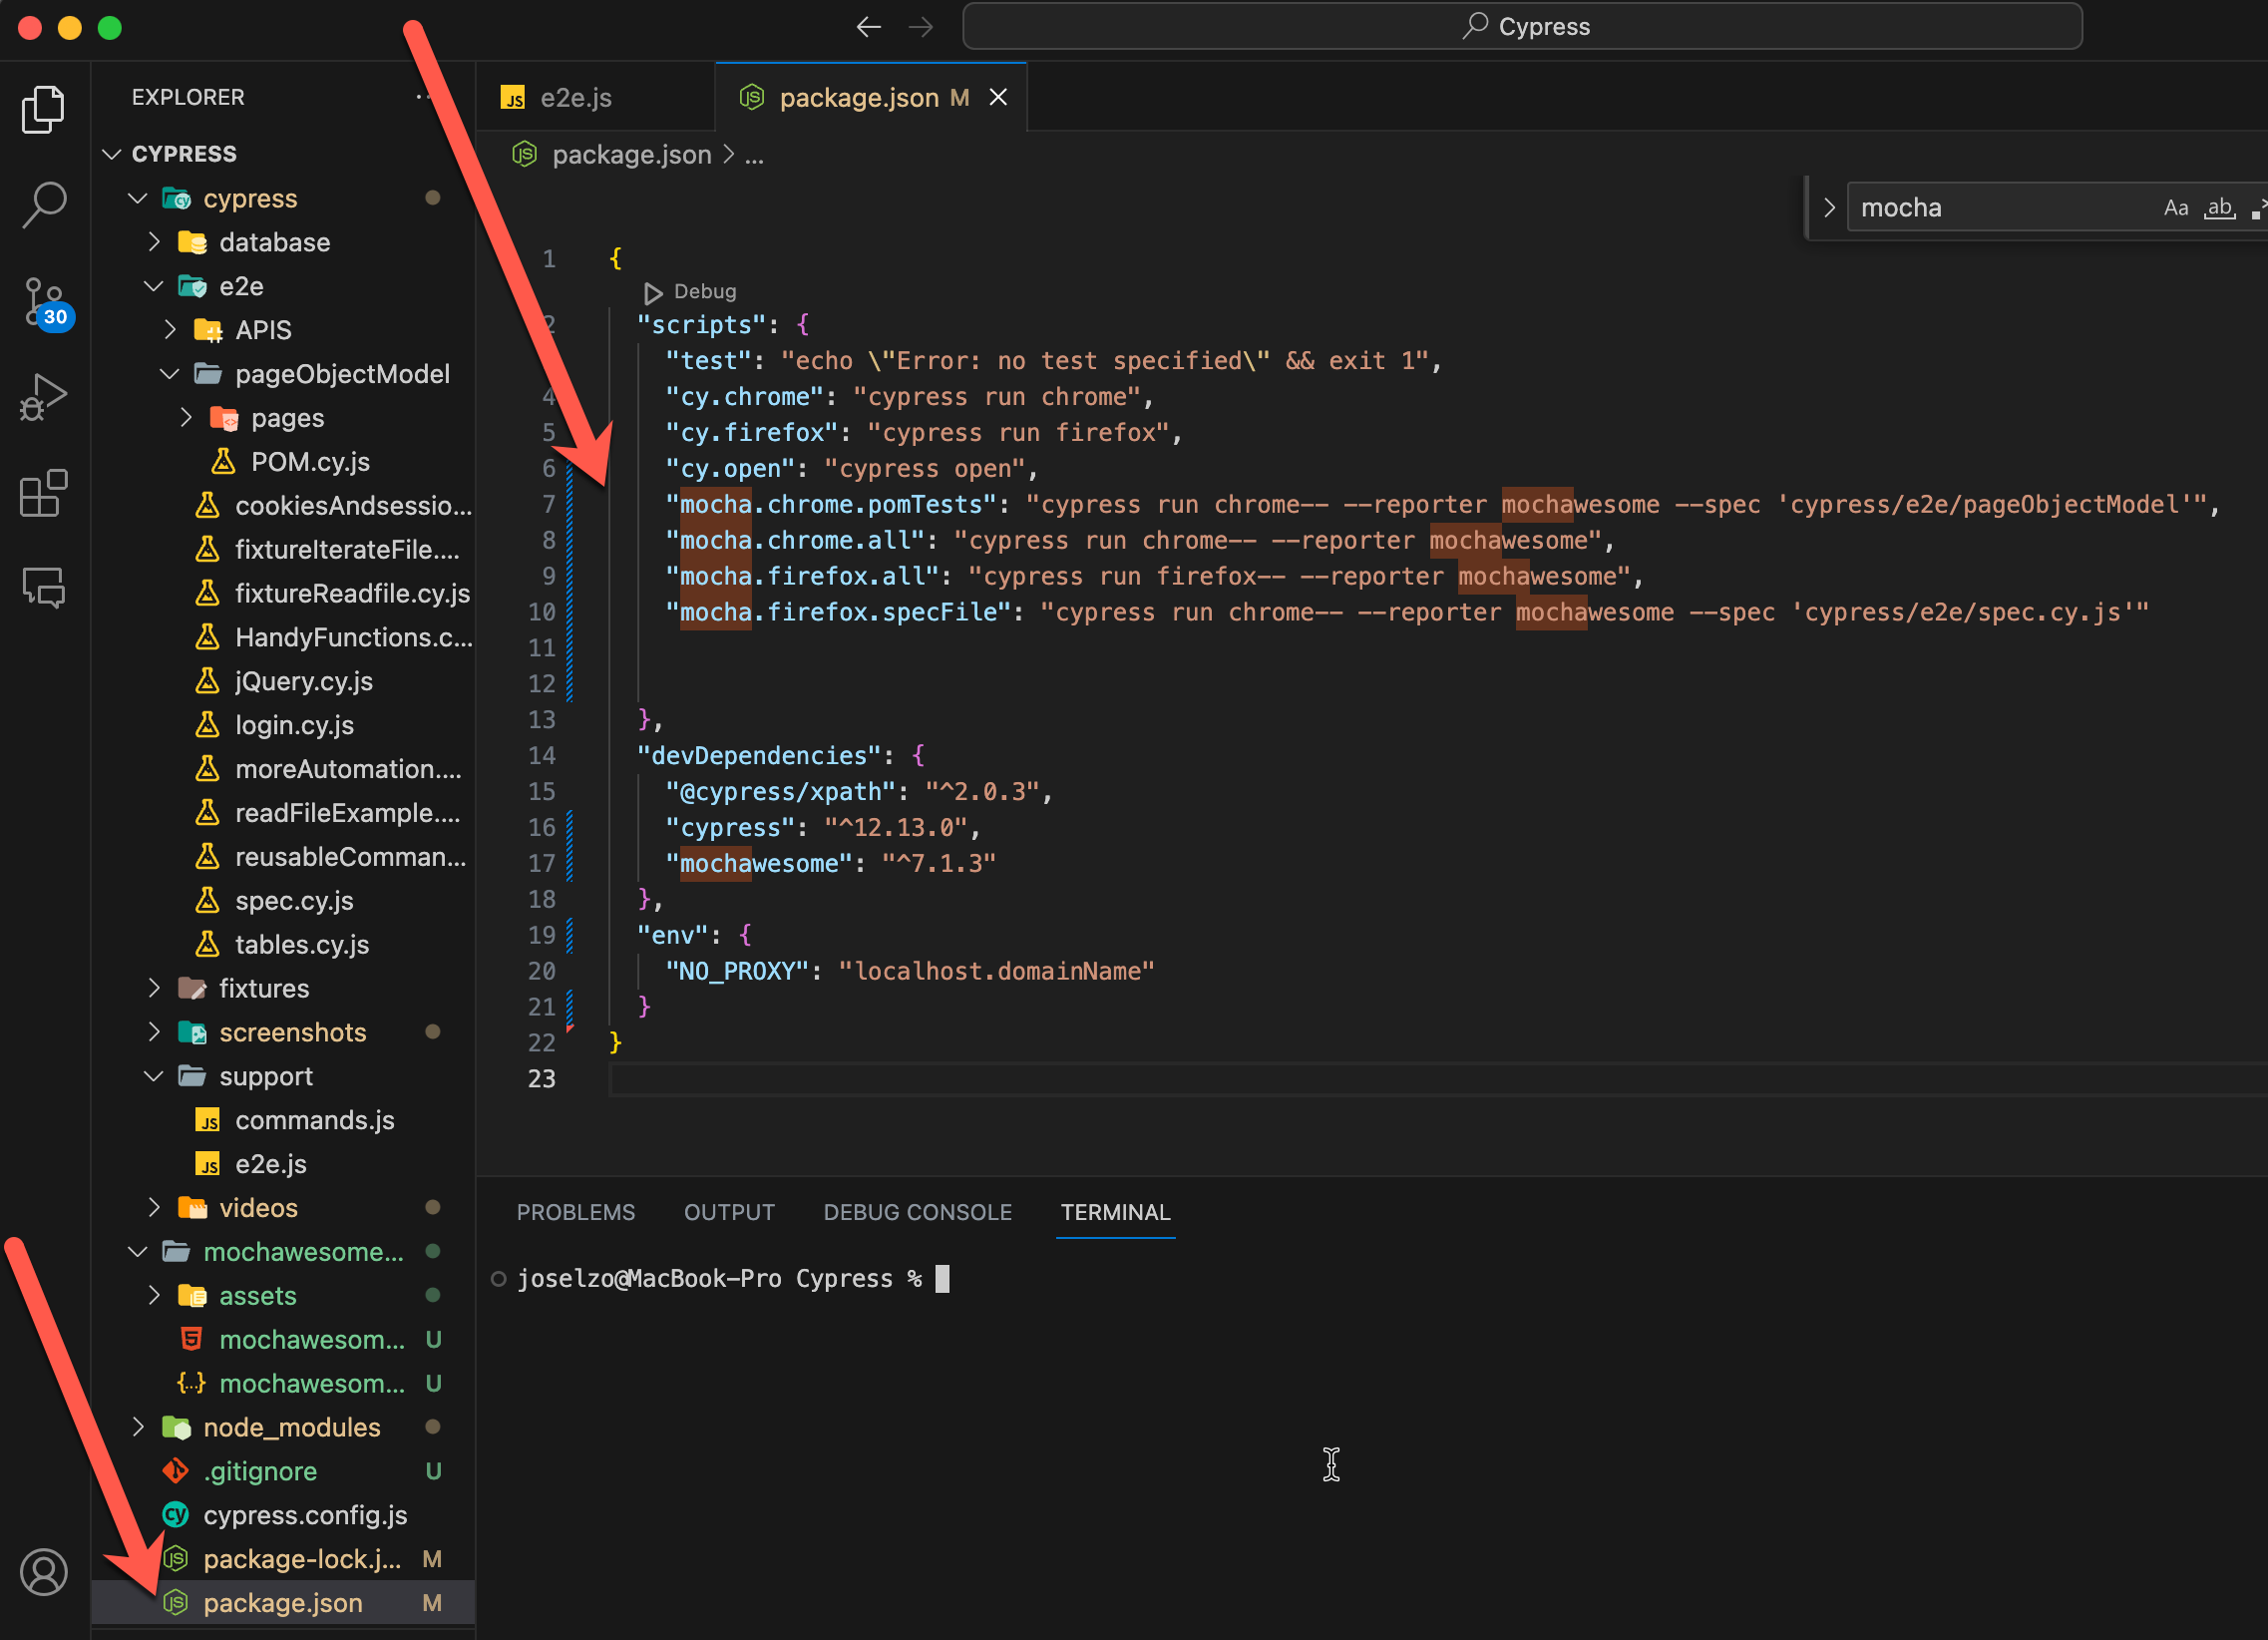 Cypress
EXPLORER
CYPRESS
cypress
database
e2e
APIS
pageObjectModel
pages
POM.cy.js
cookiesAndsessio...
fixtureIterateFile....
fixtureReadfile.cy.js
HandyFunctions.c...
jQuery.cy.js
login.cy.js
moreAutomation....
readFileExample....
reusableComman...
spec.cy.js
tables.cy.js
fixtures
screenshots
support
JS commands.js
JS e2e.js
videos
mochawesome...
assets
mochawesom... U
{...} mochawesom... U
node_modules
.gitignore U
cypress.config.js
package-lock.j... M
package.json M
30
JS e2e.js
package.json M
package.json > ...
mocha Aa ab
1 {
Debug
2 "scripts": {
"test": "echo \"Error: no test specified\" && exit 1",
4 "cy.chrome": "cypress run chrome",
5 "cy.firefox": "cypress run firefox",
6 "cy.open": "cypress open",
7 "mocha.chrome.pomTests": "cypress run chrome-- --reporter mochawesome --spec 'cypress/e2e/pageObjectModel'",
8 "mocha.chrome.all": "cypress run chrome-- --reporter mochawesome",
9 "mocha.firefox.all": "cypress run firefox-- --reporter mochawesome",
10 "mocha.firefox.specFile": "cypress run chrome-- --reporter mochawesome --spec 'cypress/e2e/spec.cy.js'"
11
12
13 },
14 "devDependencies": {
15 "@cypress/xpath": "^2.0.3",
16 "cypress": "^12.13.0",
17 "mochawesome": "^7.1.3"
18 },
19 "env": {
20 "NO_PROXY": "localhost.domainName"
21 }
22 }
23
PROBLEMS OUTPUT DEBUG CONSOLE TERMINAL
joselzo@MacBook-Pro Cypress %